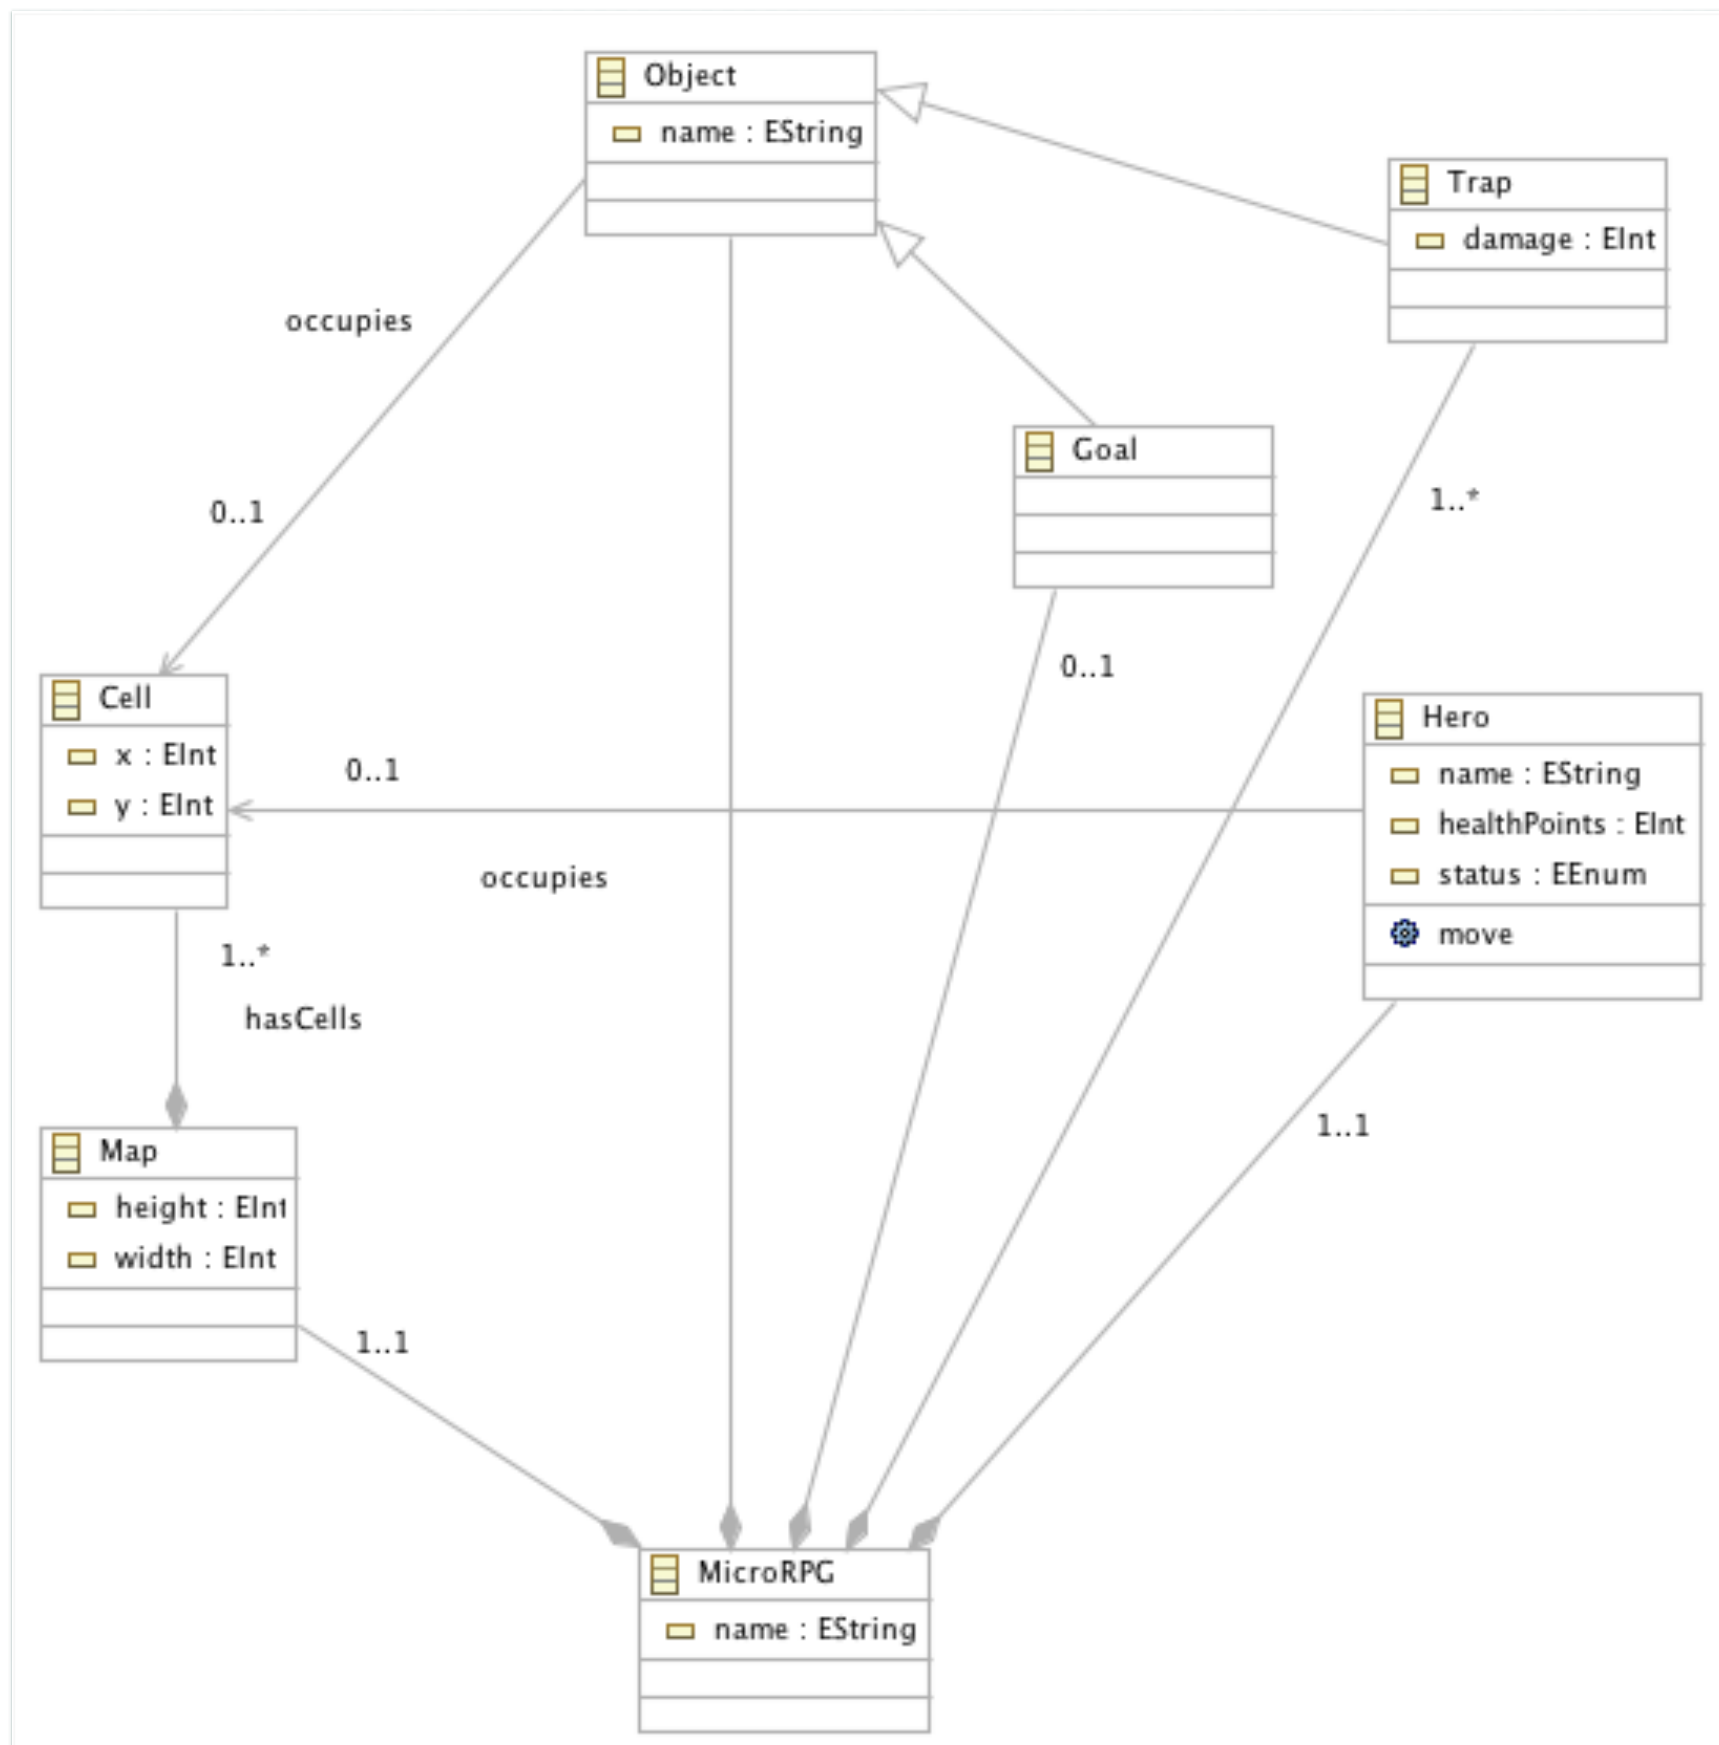 Object
name : EString
Trap
damage : EInt
occupies
Goal
1..*
0..1
0..1
Cell
x : EInt
y : EInt
0..1
occupies
Hero
name : EString
healthPoints : EInt
status : EEnum
move
1..*
hasCells
1..1
Map
height : EInt
width : EInt
1..1
MicroRPG
name : EString